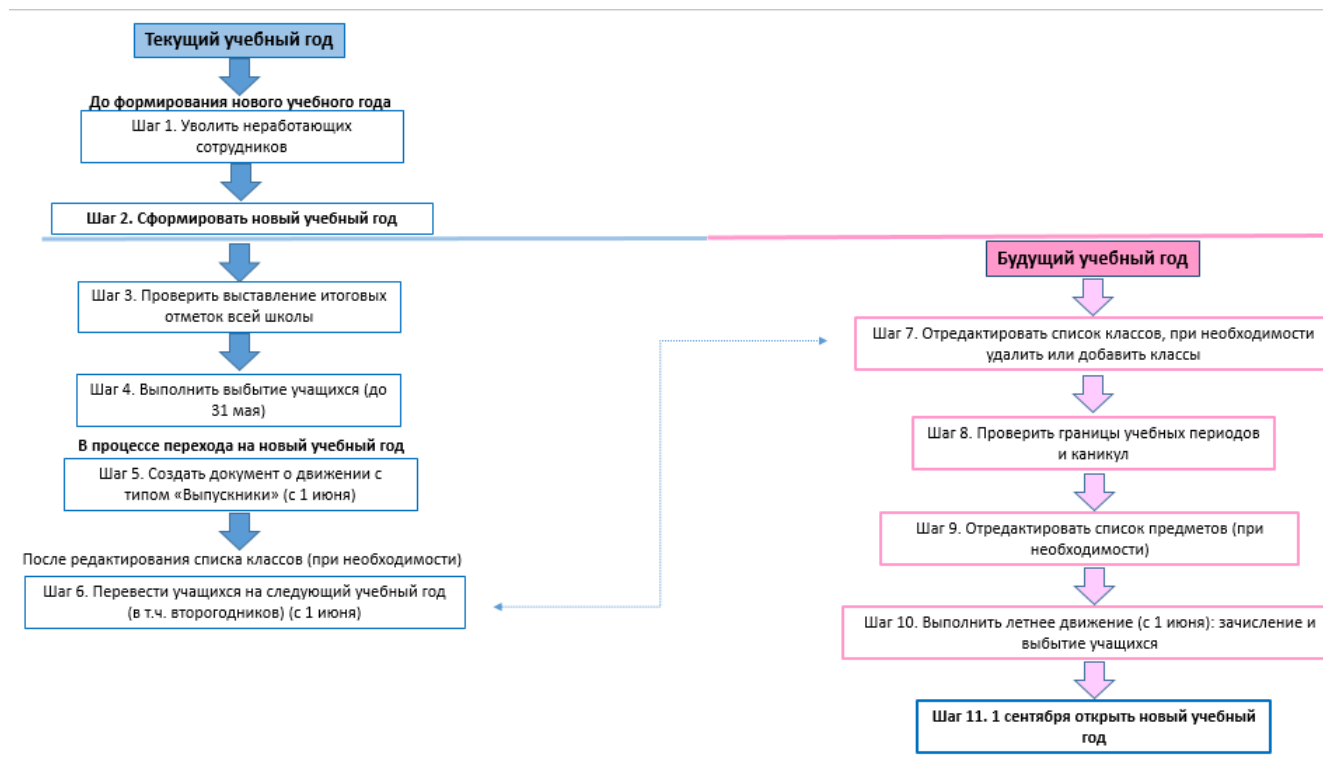 Текущий учебный год
До формирования нового учебного года
Шаг 1. Уволить неработающих
сотрудников
Шаг 2. Сформировать новый учебный год
Шаг 3. Проверить выставление итоговых
отметок всей школы
Шаг 4. Выполнить выбытие учащихся (до
31 мая)
В процессе перехода на новый учебный год
Шаг 5. Создать документ о движении с
типом «Выпускники» (с 1 июня)
После редактирования списка классов (при необходимости)
Шаг 6. Перевести учащихся на следующий учебный год
(в т.ч. второгодников) (с 1 июня)
Будущий учебный год
Шаг 7. Отредактировать список классов, при необходимости
удалить или добавить классы
Шаг 8. Проверить границы учебных периодов
и каникул
Шаг 9. Отредактировать список предметов (при
необходимости)
Шаг 10. Выполнить летнее движение (с 1 июня): зачисление и
выбытие учащихся
Шаг 11. 1 сентября открыть новый учебный
год